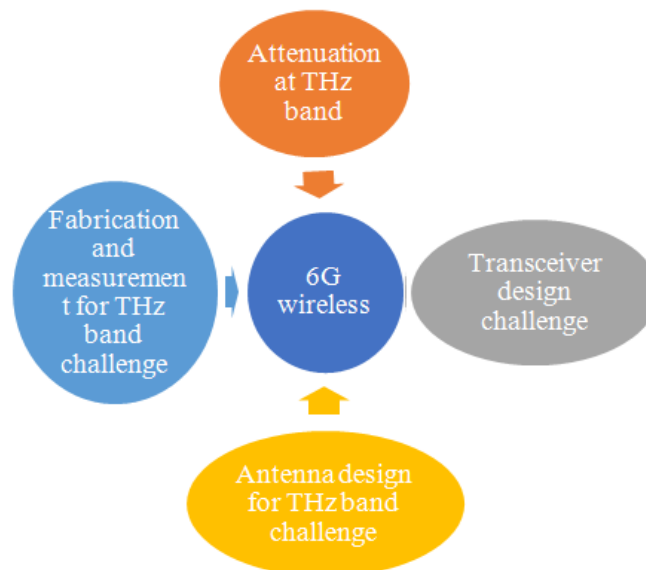 Attenuation
at THz
band
Fabrication
and
measuremen
t for THz
band
challenge
6G
wireless
Transceiver
design
challenge
Antenna design
for THz band
challenge